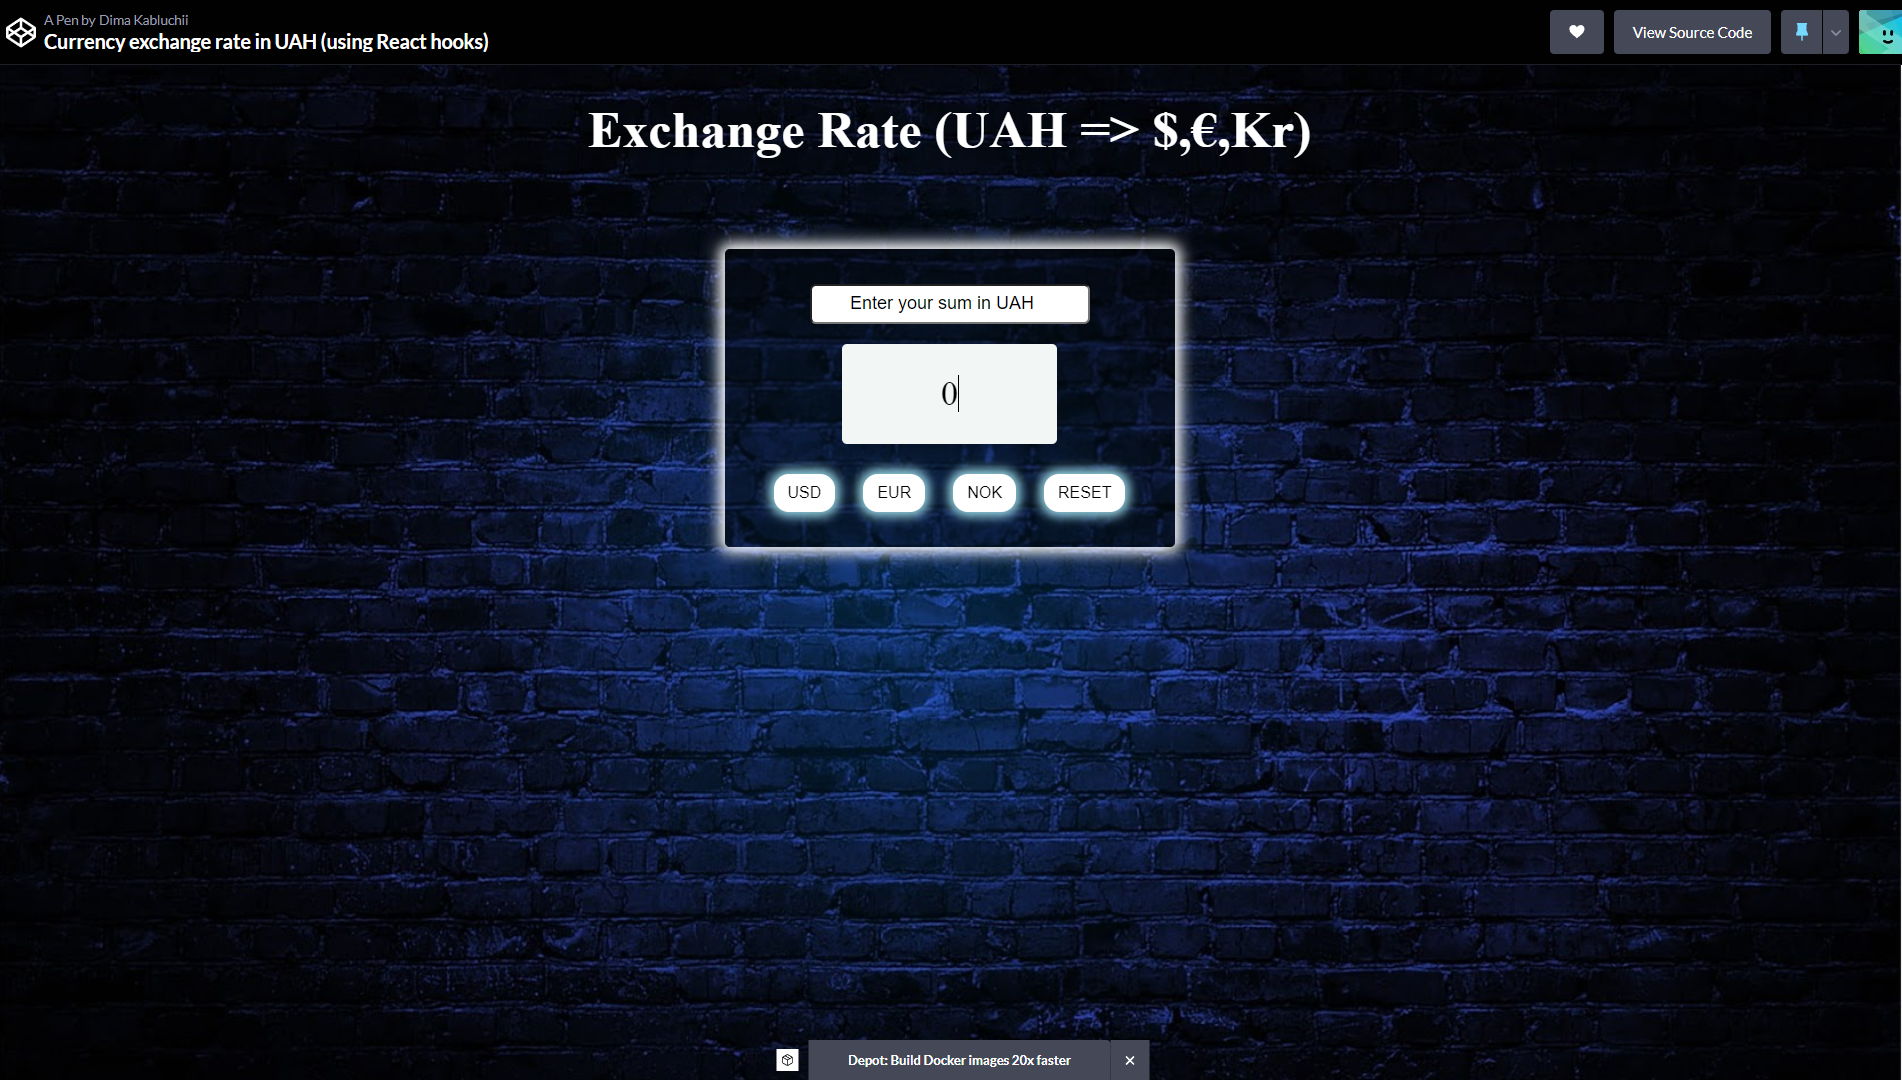 A Pen by Dima Kabluchii
Currency exchange rate in UAH (using React hooks)
View Source Code
Exchange Rate (UAH => $,€,Kr)
Enter your sum in UAH
0
USD EUR NOK RESET
Depot: Build Docker images 20x faster